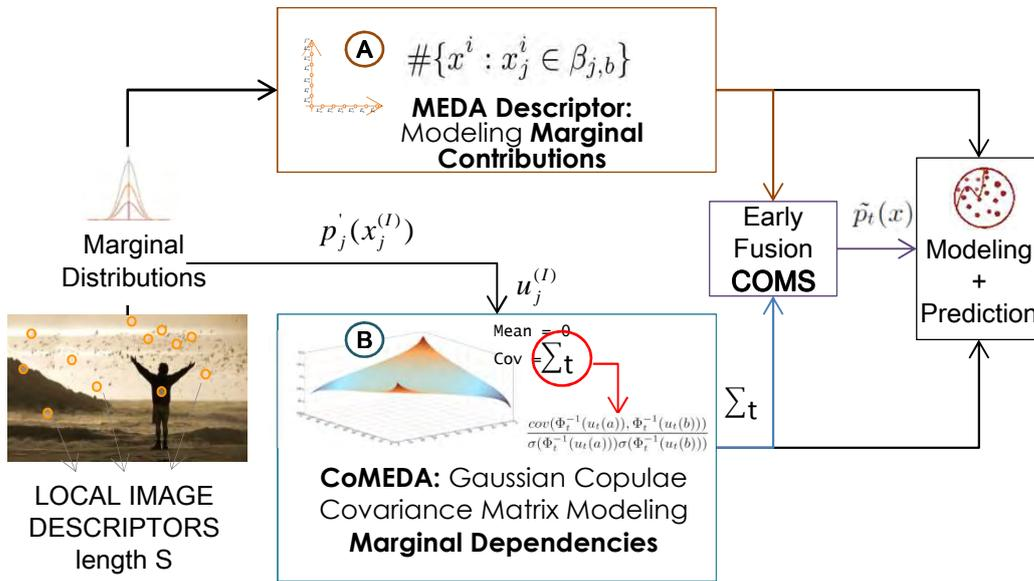 A
#{x^i : x_j^i ∈ β_{j,b}}
MEDA Descriptor:
Modeling Marginal
Contributions
Marginal
Distributions
p'_j(x_j^{(I)})
u_j^{(I)}
Early
Fusion
COMS
p̃_t(x)
Modeling
+
Prediction
B
Mean = 0
Cov = ∑t
cov(Φ_t^{-1}(u_t(a)), Φ_t^{-1}(u_t(b)))
σ(Φ_t^{-1}(u_t(a)))σ(Φ_t^{-1}(u_t(b)))
∑t
CoMEDA: Gaussian Copulae
Covariance Matrix Modeling
Marginal Dependencies
LOCAL IMAGE
DESCRIPTORS
length S